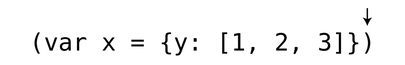 ↓
(var x = {y: [1, 2, 3]})